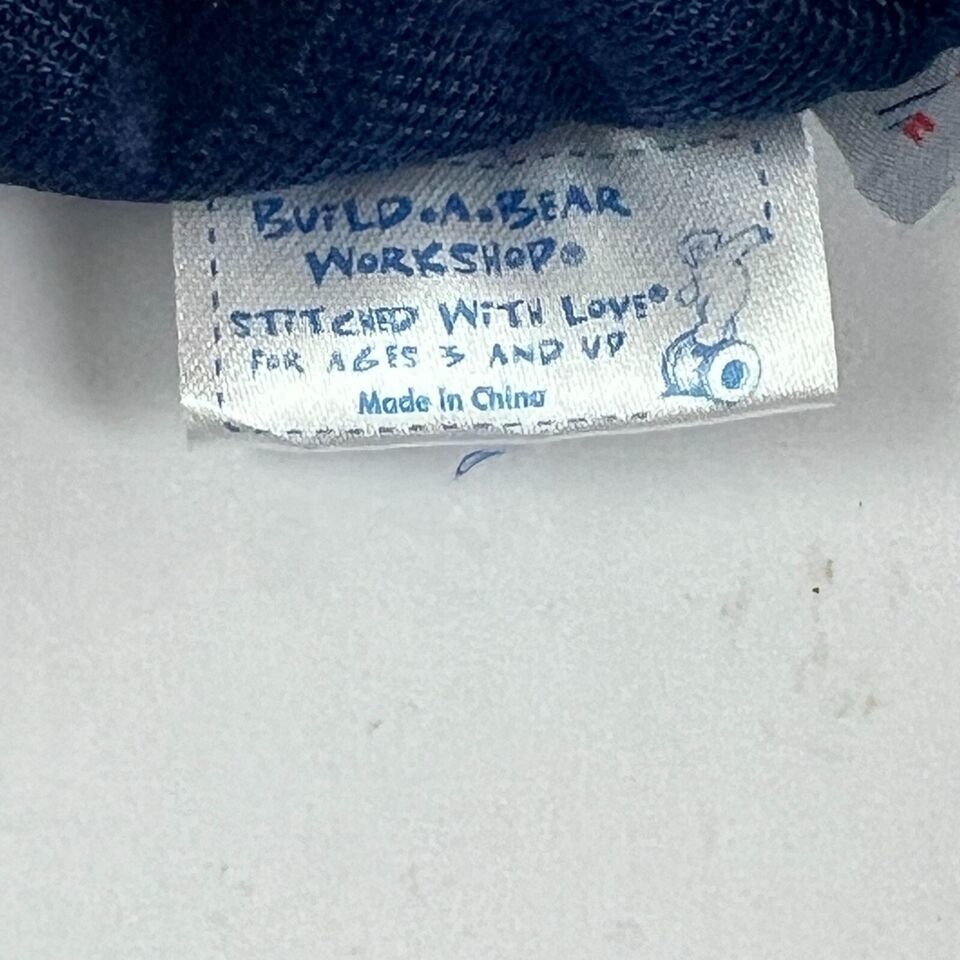 BUILD.A.BEAR
WORKSHOP®
STITCHED WITH LOVE®
FOR AGES 3 AND UP
Made in China